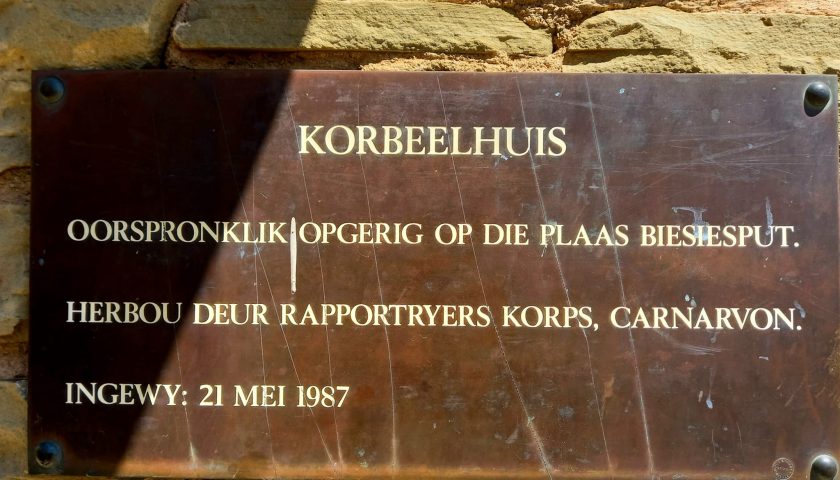 KORBEELHUIS
OORSPRONKLIK OPGERIG OP DIE PLAAS BIESIESPUT.
HERBOU DEUR RAPPORTRYERS KORPS, CARNARVON.
INGEWY: 21 MEI 1987